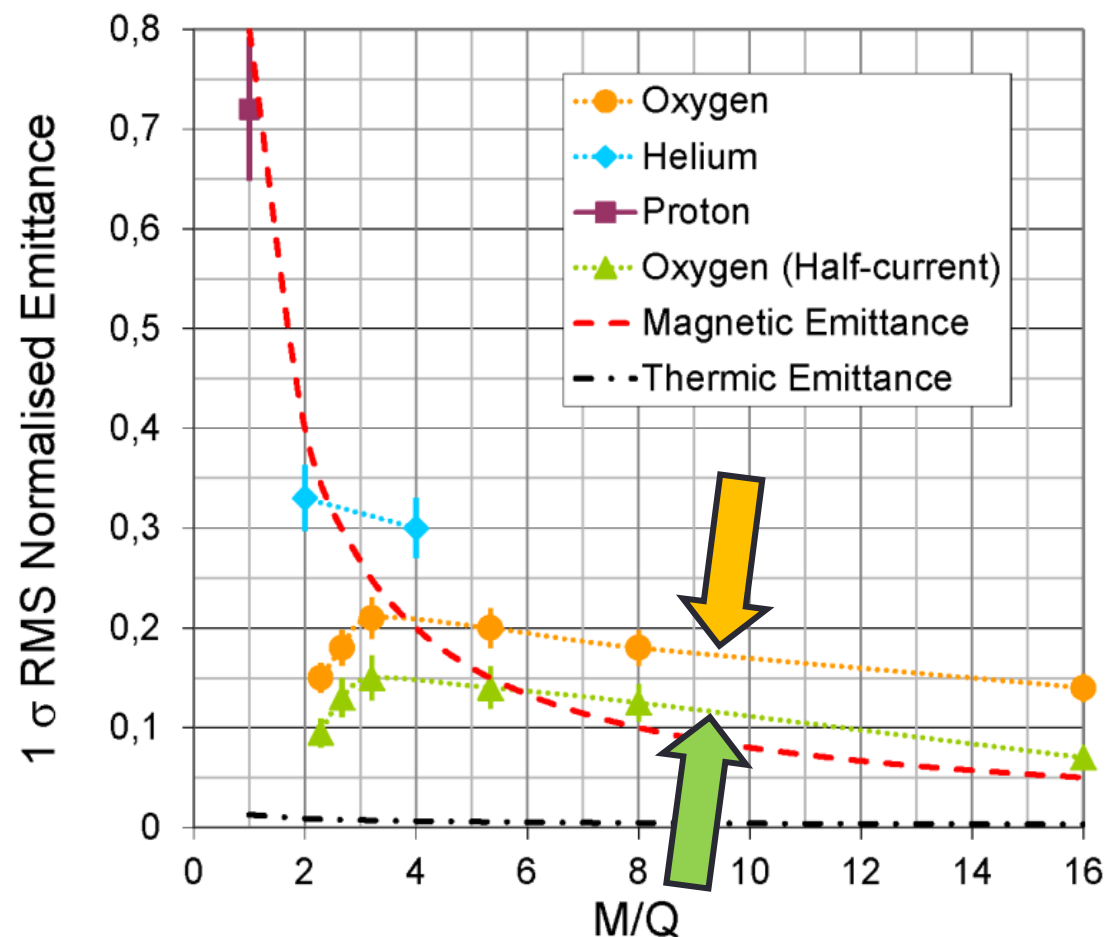 1 σ RMS Normalised Emittance
0,8
0,7
0,6
0,5
0,4
0,3
0,2
0,1
0
Oxygen
Helium
Proton
Oxygen (Half-current)
Magnetic Emittance
Thermic Emittance
0 2 4 6 8 10 12 14 16
M/Q